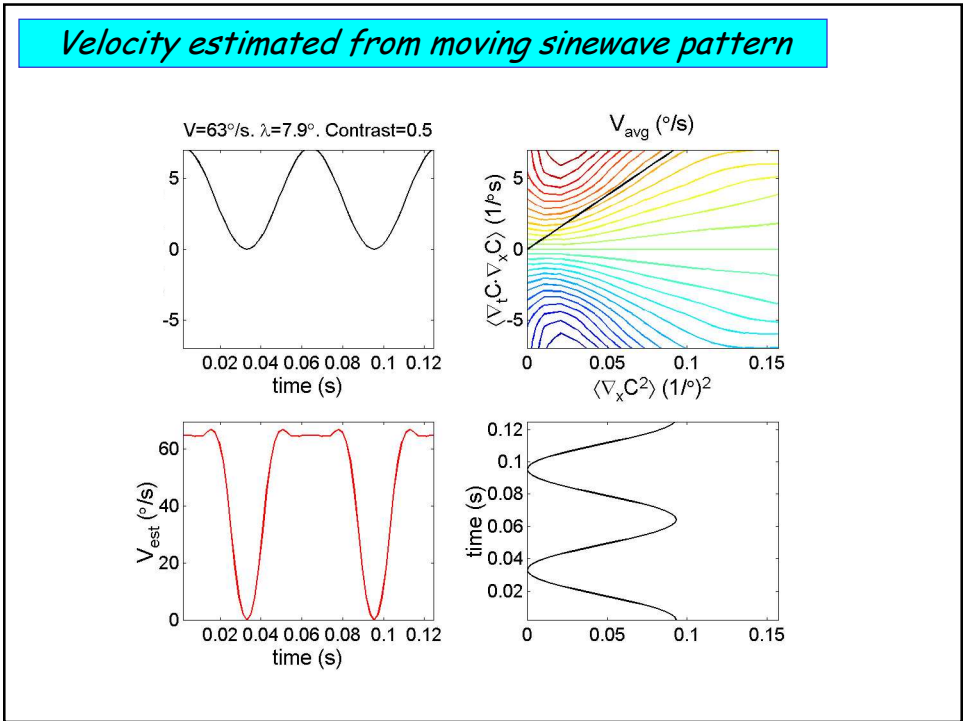 Velocity estimated from moving sinewave pattern
V=63°/s. λ=7.9°. Contrast=0.5
5
0
-5
0.02 0.04 0.06 0.08 0.1 0.12
time (s)
V_avg (°/s)
⟨∇_tC·∇_xC⟩ (1/°s)
5
0
-5
0 0.05 0.1 0.15
⟨∇_xC²⟩ (1/°)²
V_est (°/s)
60
40
20
0
0.02 0.04 0.06 0.08 0.1 0.12
time (s)
time (s)
0.12
0.1
0.08
0.06
0.04
0.02
0 0.05 0.1 0.15